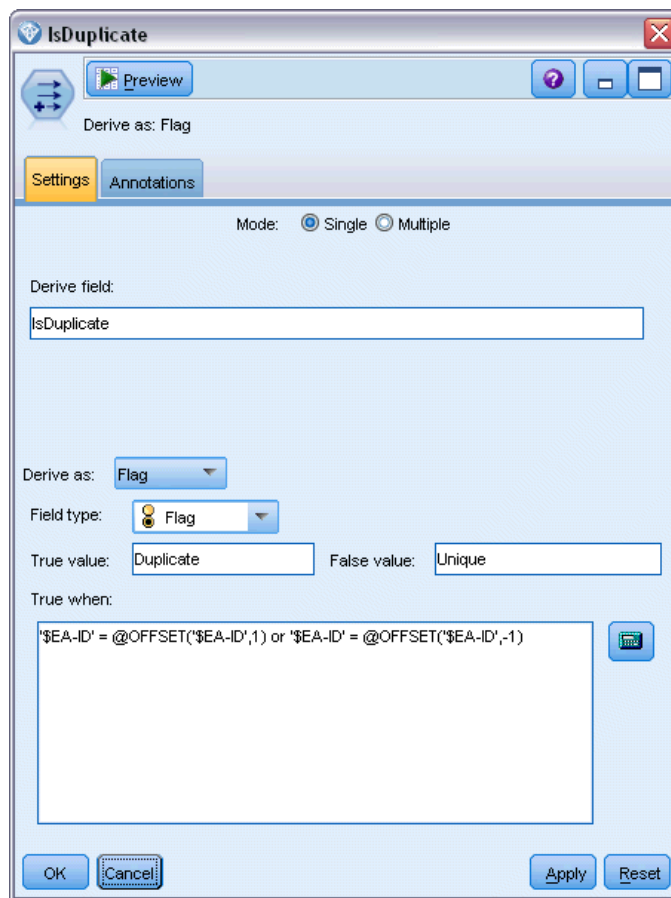 IsDuplicate
Preview
?
Derive as: Flag
Settings Annotations
Mode: Single Multiple
Derive field:
IsDuplicate
Derive as: Flag
Field type: Flag
True value: Duplicate False value: Unique
True when:
'$EA-ID' = @OFFSET('$EA-ID',1) or '$EA-ID' = @OFFSET('$EA-ID',-1)
OK Cancel Apply Reset